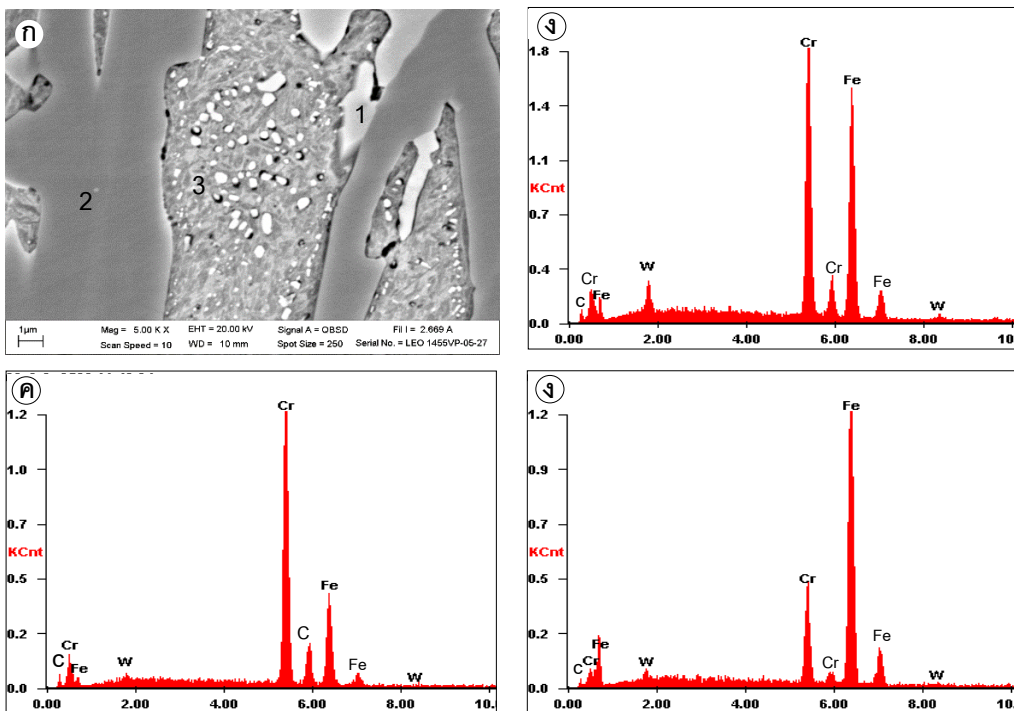 ก
1
2
3
1µm
Mag = 5.00 K X
EHT = 20.00 kV
Signal A = QBSD
Fil I = 2.669 A
Scan Speed = 10
WD = 10 mm
Spot Size = 250
Serial No. = LEO 1455VP-05-27
ง
1.8
1.4
1.1
KCnt
0.7
0.4
0.0
C
Cr
Fe
W
Cr
Cr
Fe
Fe
W
2.00
4.00
6.00
8.00
10.00
ค
1.2
1.0
0.7
KCnt
0.5
0.2
0.0
C
Cr
Fe
W
Cr
C
Fe
Fe
W
0.00
2.00
4.00
6.00
8.00
10.
ง
1.2
0.9
0.7
KCnt
0.5
0.2
0.0
C
Cr
Fe
W
Cr
Cr
Fe
Fe
W
2.00
4.00
6.00
8.00
10.0